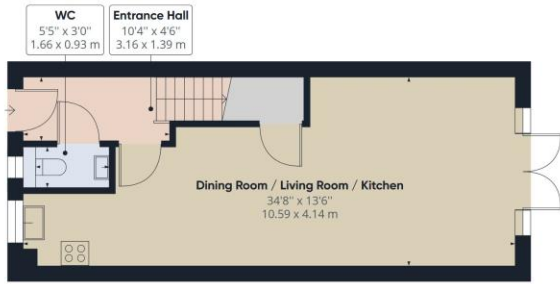 WC
5'5" x 3'0"
1.66 x 0.93 m
Entrance Hall
10'4" x 4'6"
3.16 x 1.39 m
Dining Room / Living Room / Kitchen
34'8" x 13'6"
10.59 x 4.14 m